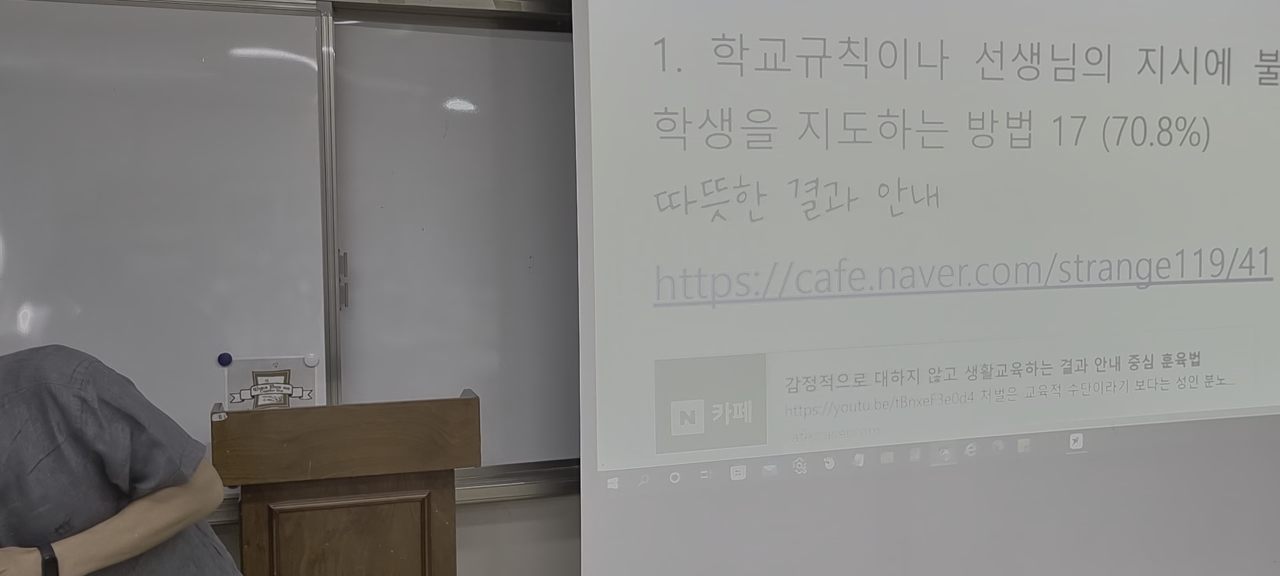 1. 학교규칙이나 선생님의 지시에 불
학생을 지도하는 방법 17 (70.8%)
따뜻한 결과 안내
https://cafe.naver.com/strange119/41
감정적으로 대하지 않고 생활교육하는 결과 안내 중심 훈육법
https://youtu.be/tBnxeF3e0d4 처벌은 교육적 수단이라기 보다는 성인 분노...
N 카페